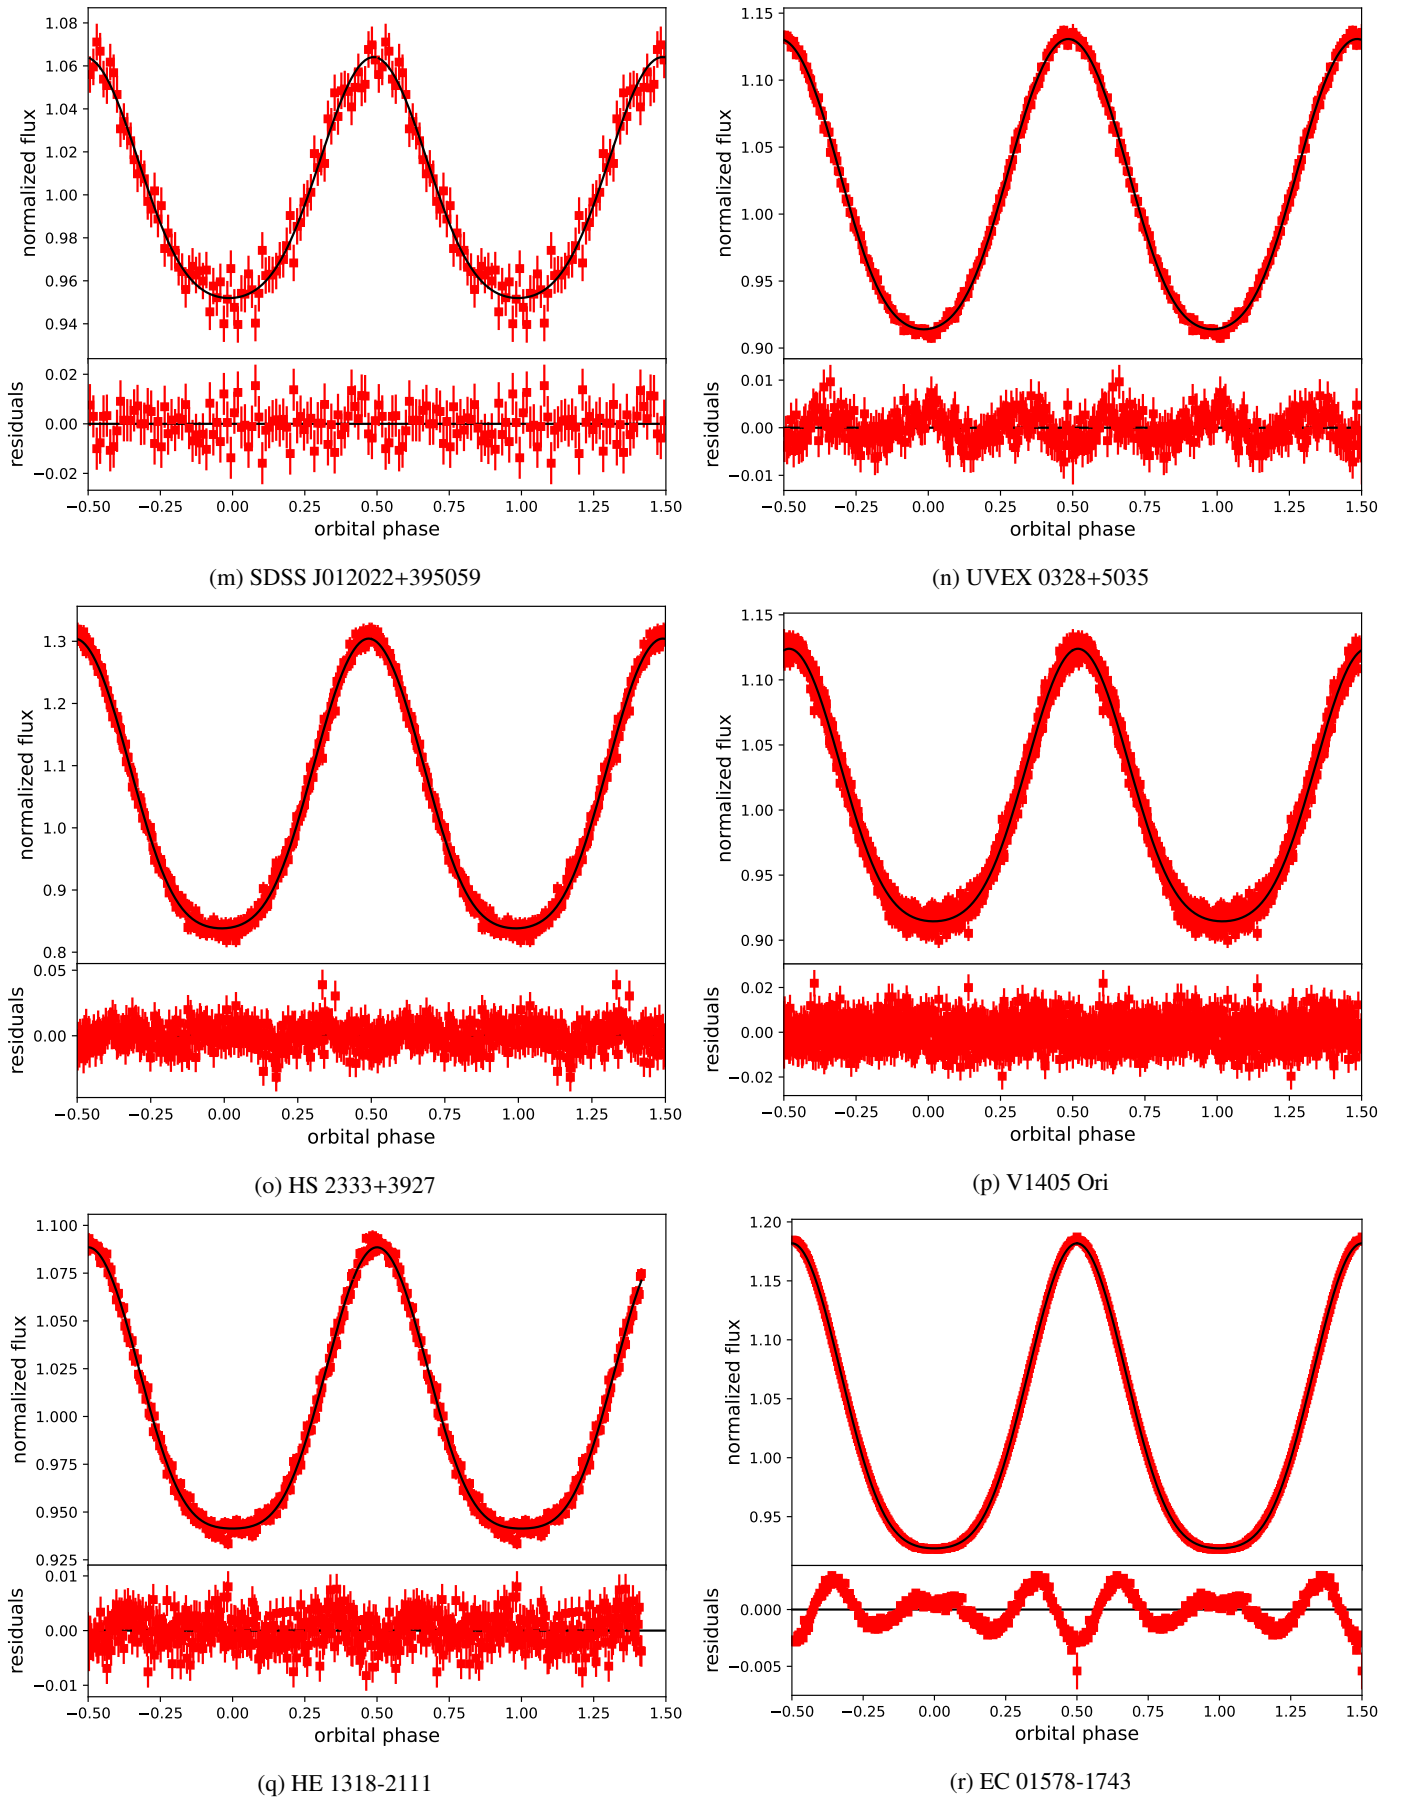 1.08
1.06
1.04
1.02
1.00
0.98
0.96
0.94
normalized flux
0.02
0.00
−0.02
residuals
−0.50 −0.25 0.00 0.25 0.50 0.75 1.00 1.25 1.50
orbital phase
(m) SDSS J012022+395059
1.15
1.10
1.05
1.00
0.95
0.90
normalized flux
0.01
0.00
−0.01
residuals
−0.50 −0.25 0.00 0.25 0.50 0.75 1.00 1.25 1.50
orbital phase
(n) UVEX 0328+5035
1.3
1.2
1.1
1.0
0.9
0.8
normalized flux
0.05
0.00
residuals
−0.50 −0.25 0.00 0.25 0.50 0.75 1.00 1.25 1.50
orbital phase
(o) HS 2333+3927
1.15
1.10
1.05
1.00
0.95
0.90
normalized flux
0.02
0.00
−0.02
residuals
−0.50 −0.25 0.00 0.25 0.50 0.75 1.00 1.25 1.50
orbital phase
(p) V1405 Ori
1.100
1.075
1.050
1.025
1.000
0.975
0.950
0.925
normalized flux
0.01
0.00
−0.01
residuals
−0.50 −0.25 0.00 0.25 0.50 0.75 1.00 1.25 1.50
orbital phase
(q) HE 1318-2111
1.20
1.15
1.10
1.05
1.00
0.95
normalized flux
0.000
−0.005
residuals
−0.50 −0.25 0.00 0.25 0.50 0.75 1.00 1.25 1.50
orbital phase
(r) EC 01578-1743